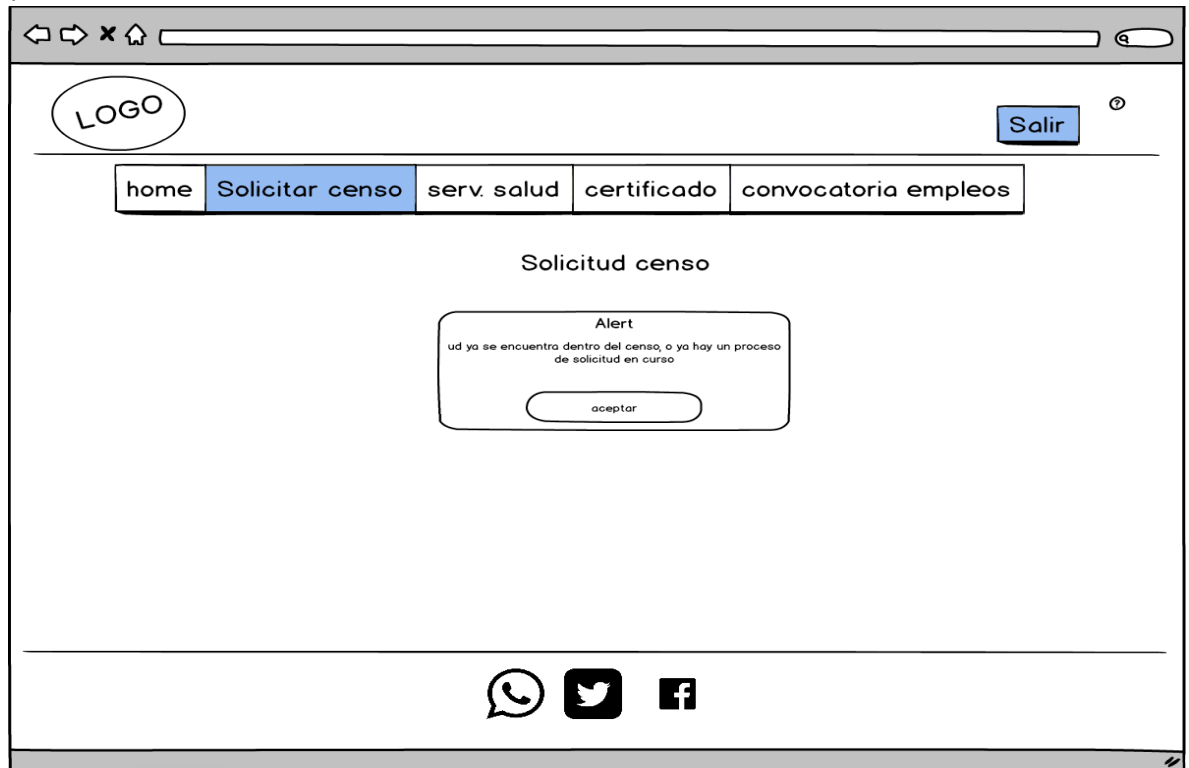 LOGO
Salir
?
home Solicitar censo serv. salud certificado convocatoria empleos
Solicitud censo
Alert
ud ya se encuentra dentro del censo, o ya hay un proceso
de solicitud en curso
aceptar